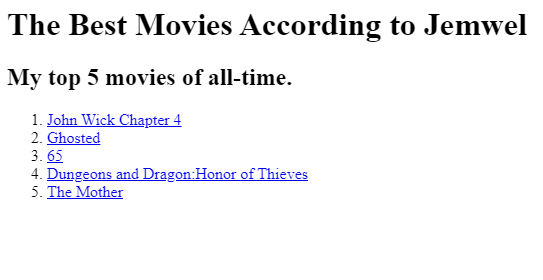 The Best Movies According to Jemwel
My top 5 movies of all-time.
1. John Wick Chapter 4
2. Ghosted
3. 65
4. Dungeons and Dragon:Honor of Thieves
5. The Mother